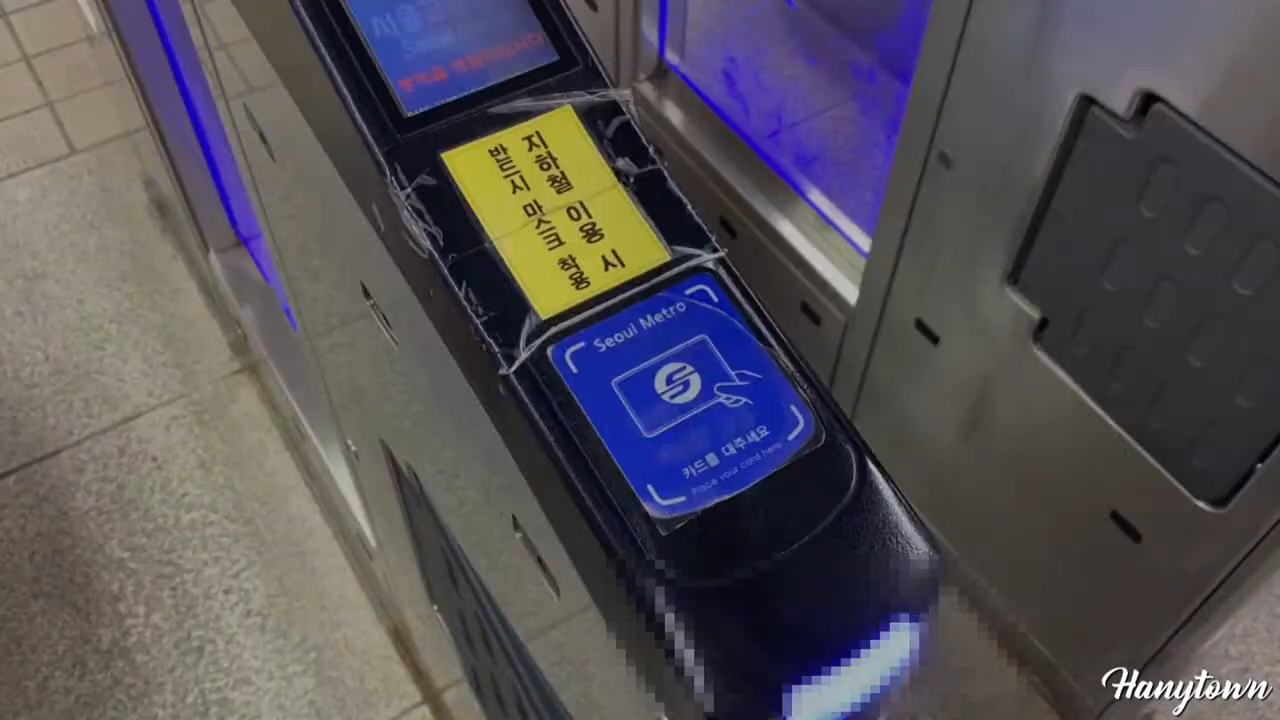 지하철 이용 시
반드시 마스크 착용
Seoul Metro
카드를 대주세요
Place your card here
Hanytown